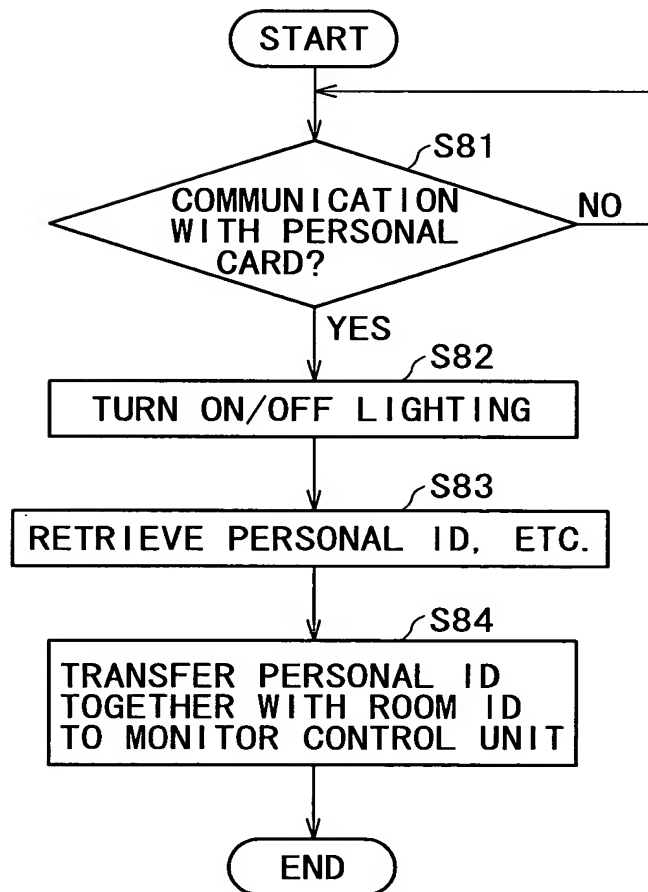 START
S81
COMMUNICATION
WITH PERSONAL
CARD?
NO
YES
S82
TURN ON/OFF LIGHTING
S83
RETRIEVE PERSONAL ID, ETC.
S84
TRANSFER PERSONAL ID
TOGETHER WITH ROOM ID
TO MONITOR CONTROL UNIT
END